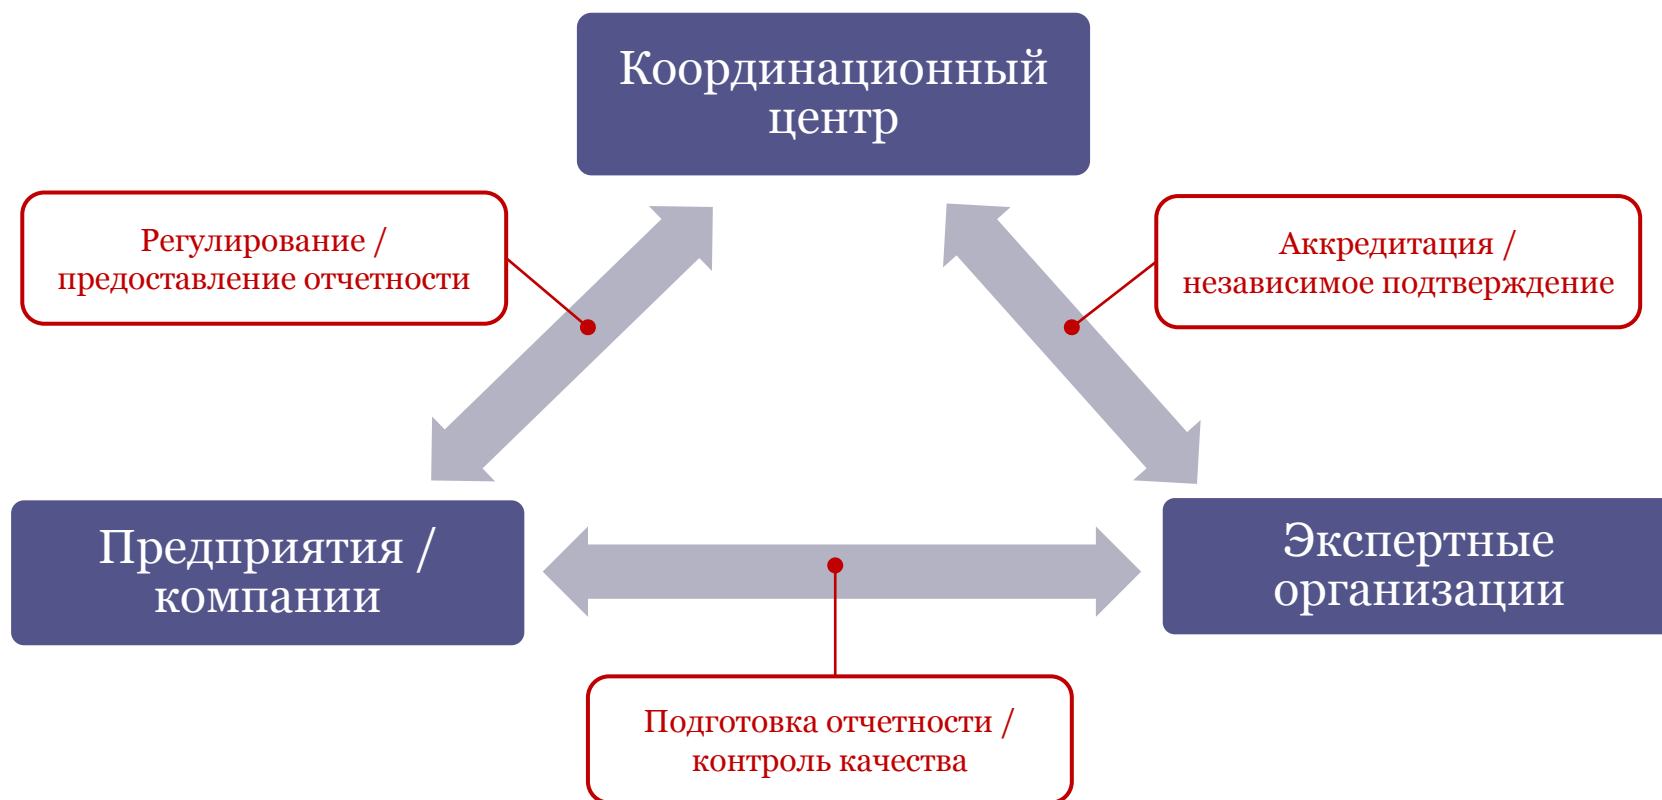 Координационный
центр
Регулирование /
предоставление отчетности
Аккредитация /
независимое подтверждение
Предприятия /
компании
Экспертные
организации
Подготовка отчетности /
контроль качества